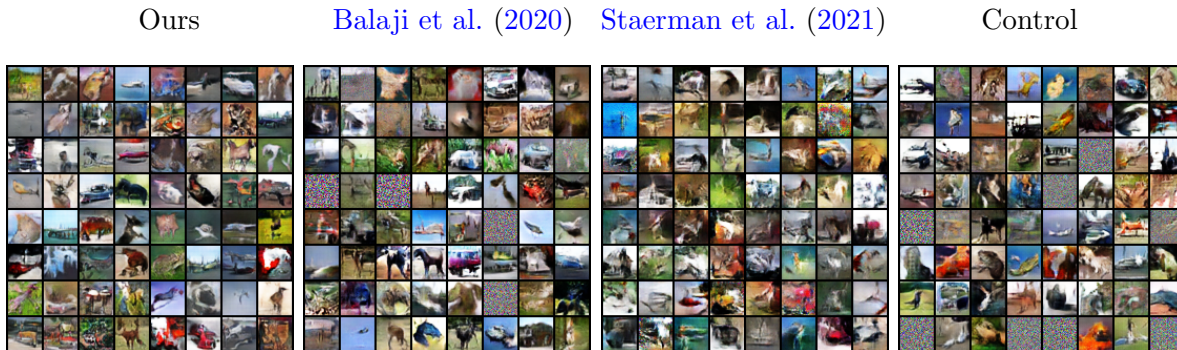 Ours Balaji et al. (2020) Staerman et al. (2021) Control